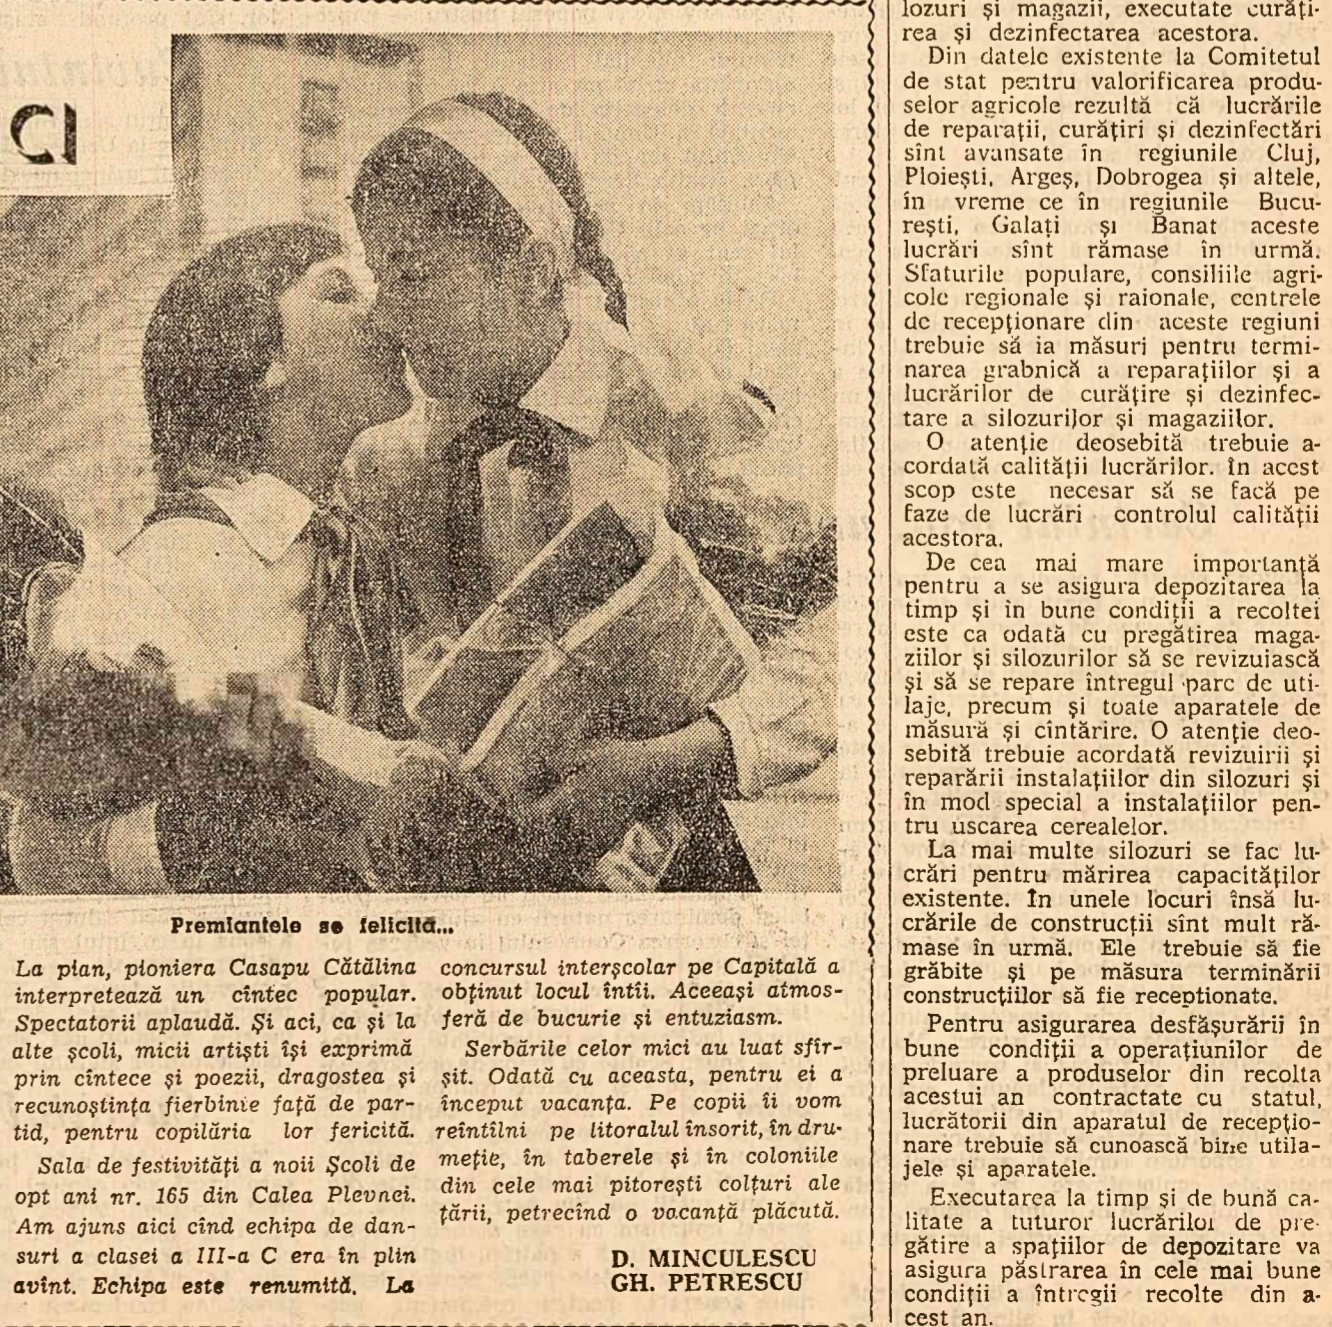 CI
Premiantele se felicită...
La pian, pioniera Casapu Cătălina
interpretează un cîntec popular.
Spectatorii aplaudă. Și aci, ca și la
alte școli, micii artiști își exprimă
prin cîntece și poezii, dragostea și
recunoștința fierbinte față de par-
tid, pentru copilăria lor fericită.
Sala de festivități a noii Școli de
opt ani nr. 165 din Calea Plevnei.
Am ajuns aici cînd echipa de dan-
suri a clasei a III-a C era în plin
avînt. Echipa este renumită. La
concursul interșcolar pe Capitală a
obținut locul întîi. Aceeași atmos-
feră de bucurie și entuziasm.
Serbările celor mici au luat sfîr-
șit. Odată cu aceasta, pentru ei a
început vacanța. Pe copii îi vom
reîntîlni pe litoralul însorit, în dru-
meție, în taberele și în coloniile
din cele mai pitorești colțuri ale
țării, petrecînd o vacanță plăcută.
D. MINCULESCU
GH. PETRESCU
lozuri și magazii, executate curăți-
rea și dezinfectarea acestora.
Din datele existente la Comitetul
de stat pentru valorificarea produ-
selor agricole rezultă că lucrările
de reparații, curățiri și dezinfectări
sînt avansate în regiunile Cluj,
Ploiești, Argeș, Dobrogea și altele,
în vreme ce în regiunile Bucu-
rești, Galați și Banat aceste
lucrări sînt rămase în urmă.
Sfaturile populare, consiliile agri-
cole regionale și raionale, centrele
de recepționare din aceste regiuni
trebuie să ia măsuri pentru termi-
narea grabnică a reparațiilor și a
lucrărilor de curățire și dezinfec-
tare a silozurilor și magaziilor.
O atenție deosebită trebuie a-
cordată calității lucrărilor. în acest
scop este necesar să se facă pe
faze de lucrări controlul calității
acestora.
De cea mai mare importanță
pentru a se asigura depozitarea la
timp și în bune condiții a recoltei
este ca odată cu pregătirea maga-
ziilor și silozurilor să se revizuiască
și să se repare întregul parc de uti-
laje, precum și toate aparatele de
măsură și cîntărire. O atenție deo-
sebită trebuie acordată revizuirii și
reparării instalațiilor din silozuri și
în mod special a instalațiilor pen-
tru uscarea cerealelor.
La mai multe silozuri se fac lu-
crări pentru mărirea capacităților
existente. În unele locuri însă lu-
crările de construcții sînt mult ră-
mase în urmă. Ele trebuie să fie
grăbite și pe măsura terminării
construcțiilor să fie recepționate.
Pentru asigurarea desfășurării în
bune condiții a operațiunilor de
preluare a produselor din recolta
acestui an contractate cu statul,
lucrătorii din aparatul de recepțio-
nare trebuie să cunoască bine utila-
jele și aparatele.
Executarea la timp și de bună ca-
litate a tuturor lucrărilor de pre-
gătire a spațiilor de depozitare va
asigura păstrarea în cele mai bune
condiții a întregii recolte din a-
cest an.